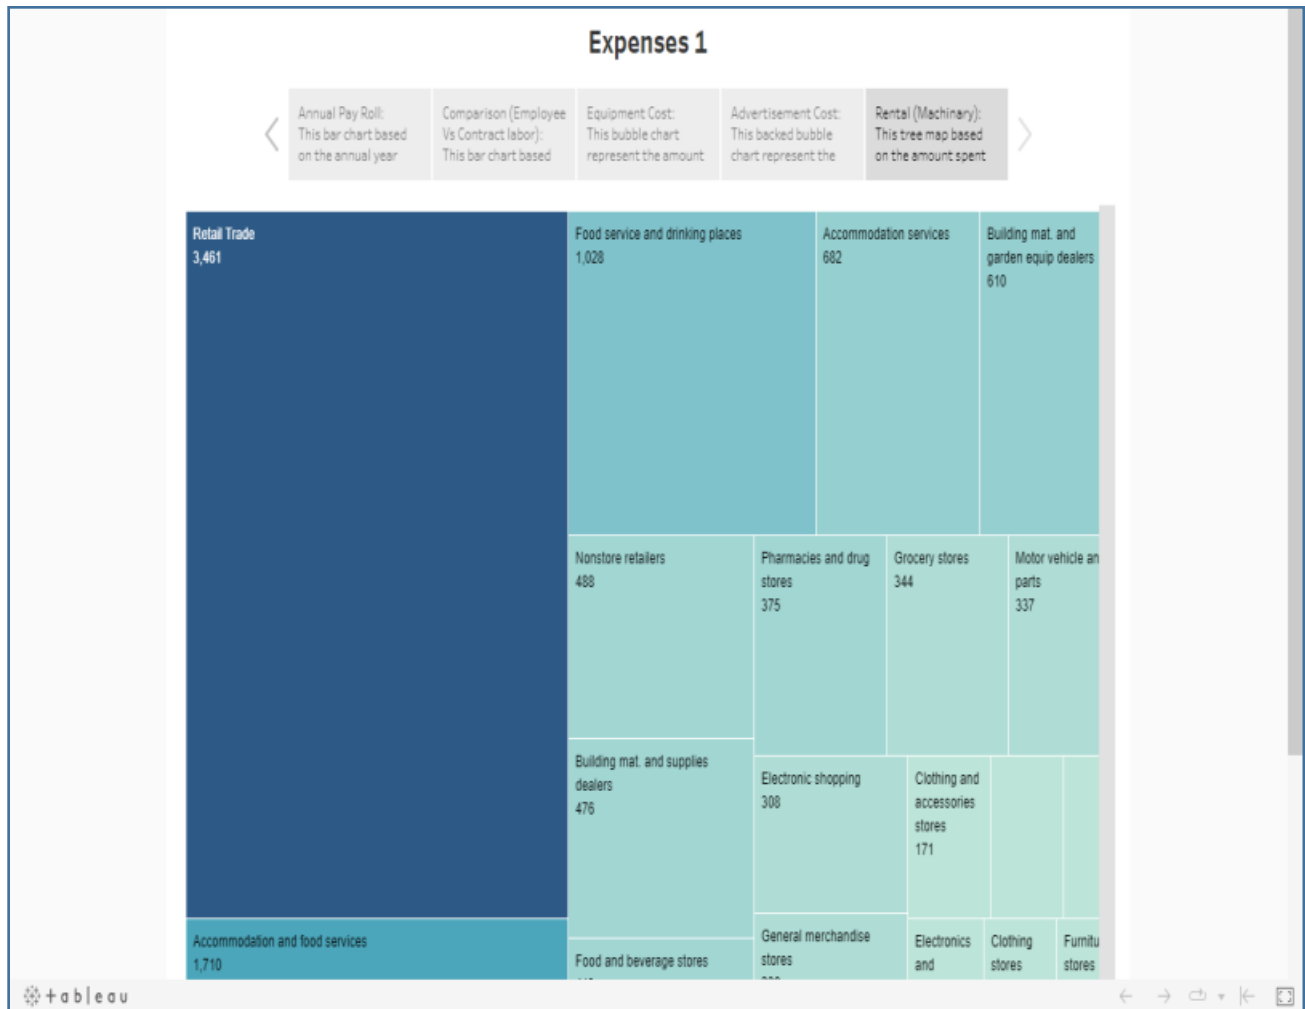 Expenses 1
Annual Pay Roll:
This bar chart based
on the annual year
Comparison (Employee
Vs Contract labor):
This bar chart based
Equipment Cost:
This bubble chart
represent the amount
Advertisement Cost:
This backed bubble
chart represent the
Rental (Machinary):
This tree map based
on the amount spent
Retail Trade
3,461
Food service and drinking places
1,028
Accommodation services
682
Building mat. and
garden equip dealers
610
Nonstore retailers
488
Pharmacies and drug
stores
375
Grocery stores
344
Motor vehicle an
parts
337
Building mat. and supplies
dealers
476
Electronic shopping
308
Clothing and
accessories
stores
171
Accommodation and food services
1,710
Food and beverage stores
General merchandise
stores
Electronics
and
Clothing
stores
Furnitu
stores
+ableau